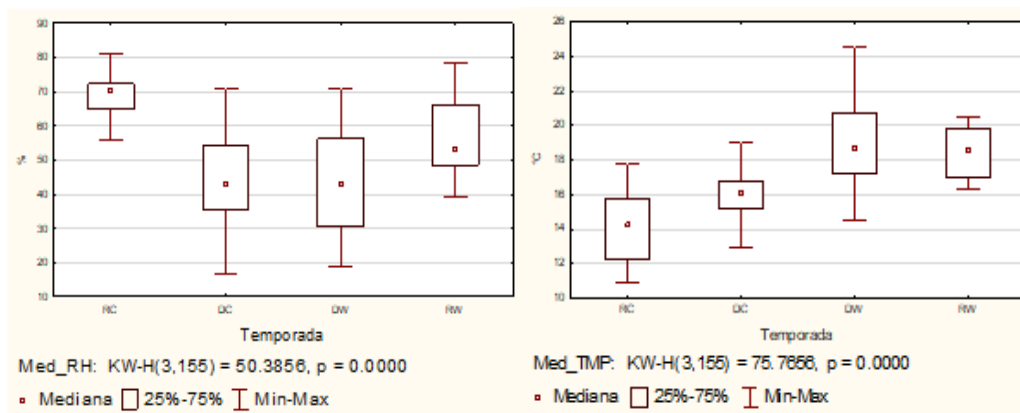 90
80
70
60
50
40
30
20
10
%
RC DC DW RW
Temporada
Med_RH: KW-H(3,155) = 50.3856, p = 0.0000
Mediana 25%-75% Min-Max
26
24
22
20
18
16
14
12
10
°C
RC DC DW RW
Temporada
Med_TMP: KW-H(3,155) = 75.7656, p = 0.0000
Mediana 25%-75% Min-Max